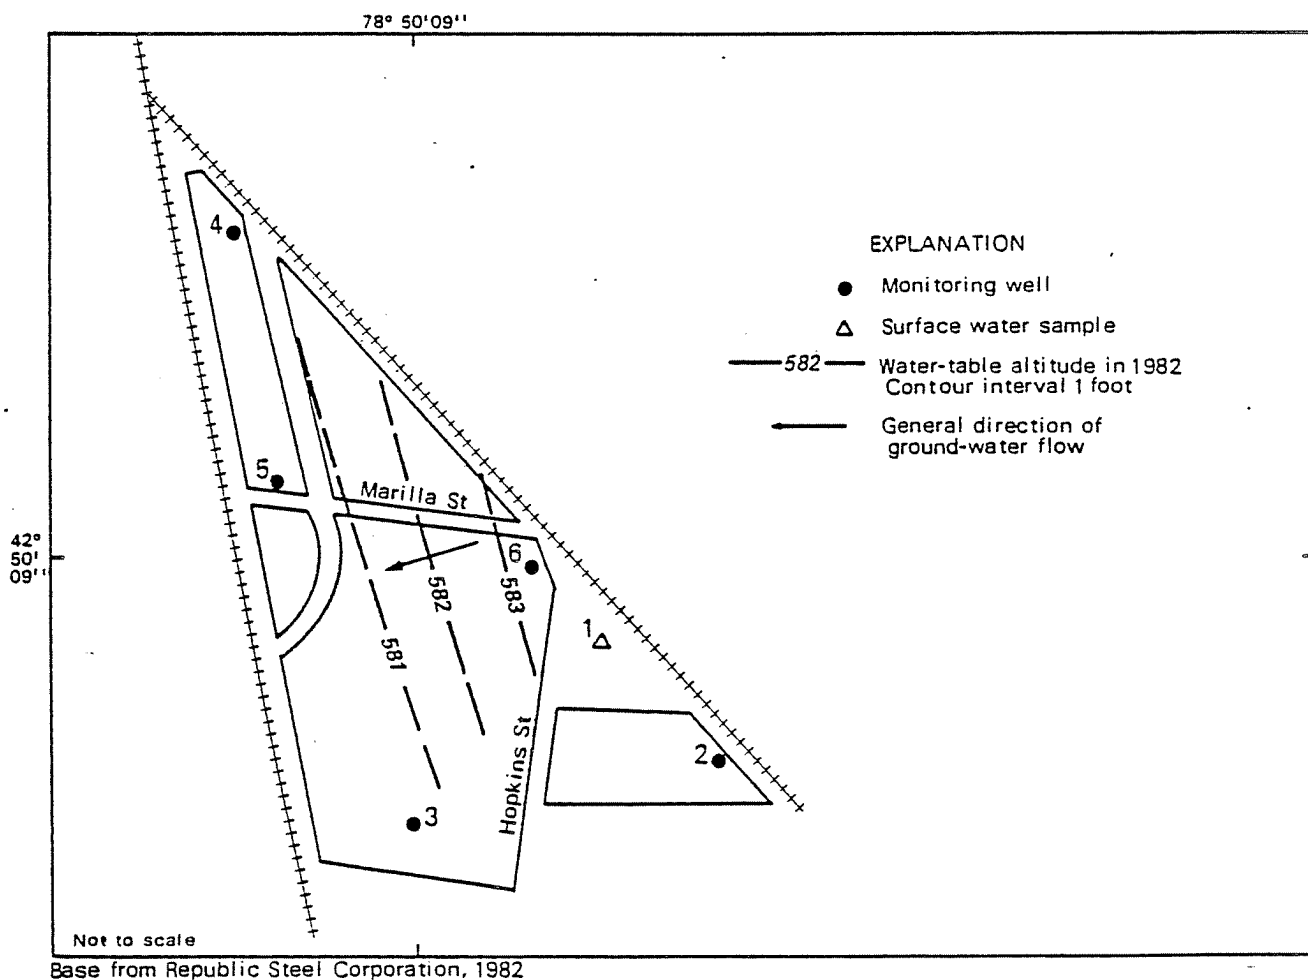 78° 50'09''
4
EXPLANATION
Monitoring well
Surface water sample
582 Water-table altitude in 1982
Contour interval 1 foot
General direction of
ground-water flow
5
Marilla St
42°
50'
09''
6
582
583
581
1
2
Hopkins St
3
Not to scale
Base from Republic Steel Corporation, 1982